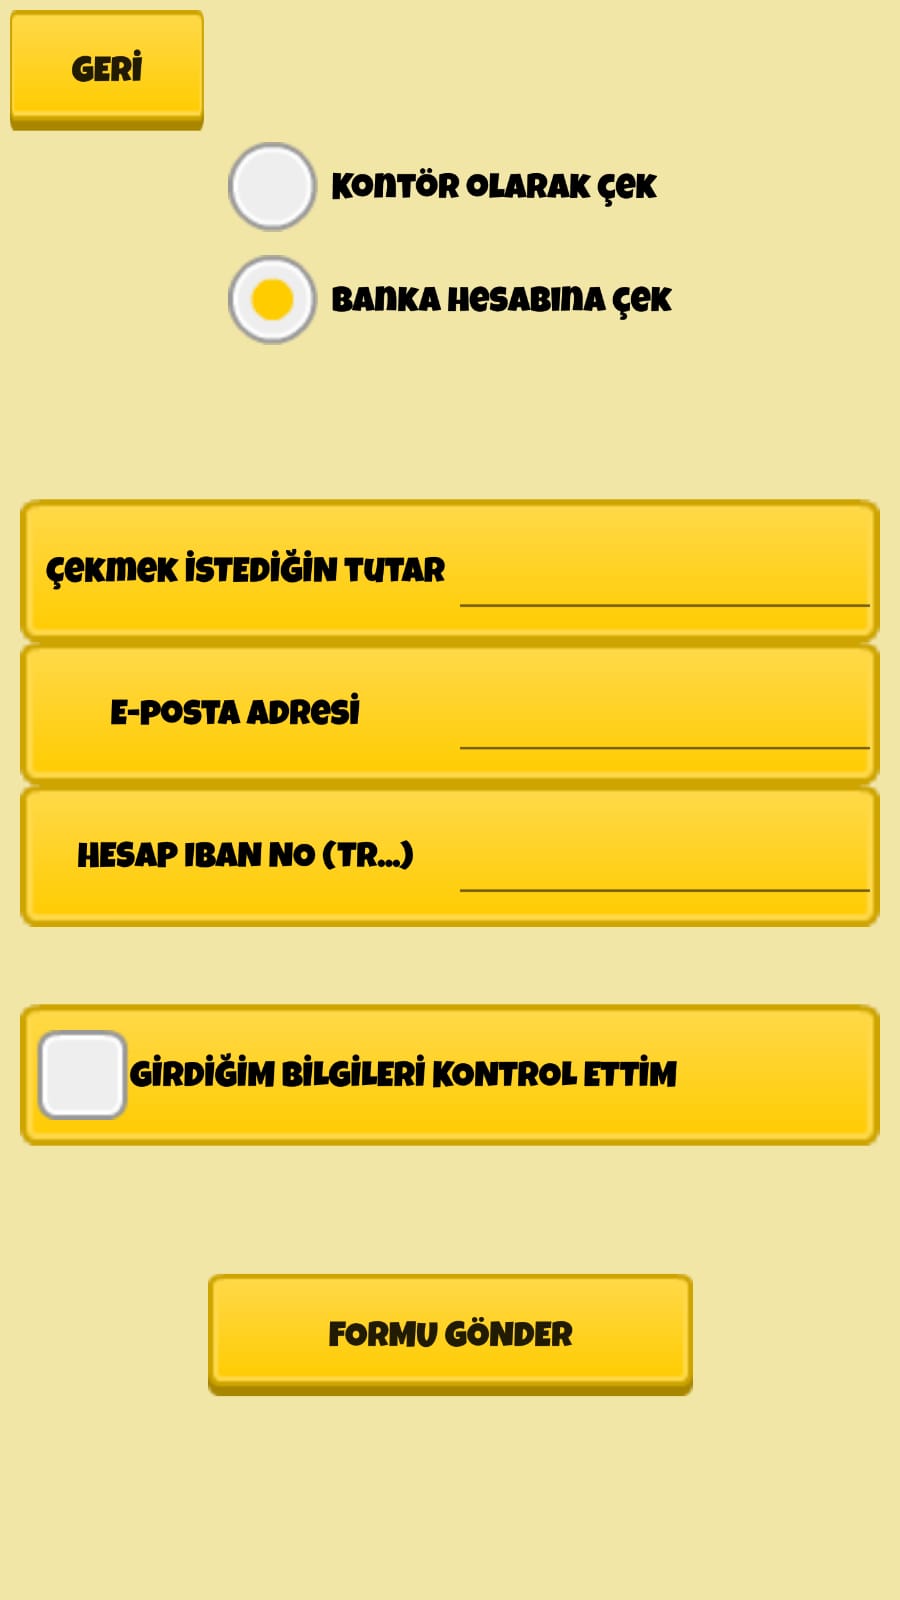 GERİ
KONTÖR OLARAK ÇEK
BANKA HESABINA ÇEK
ÇEKMEK İSTEDİĞİN TUTAR
E-POSTA ADRESİ
HESAP IBAN NO (TR...)
GİRDİĞİM BİLGİLERİ KONTROL ETTİM
FORMU GÖNDER